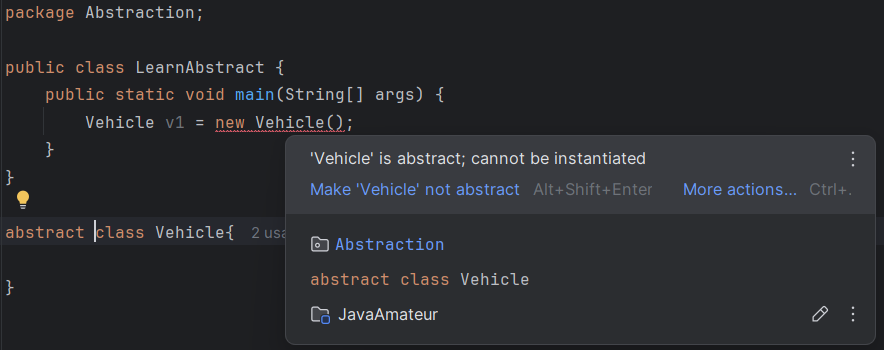 package Abstraction;
public class LearnAbstract {
public static void main(String[] args) {
Vehicle v1 = new Vehicle();
}
}
'Vehicle' is abstract; cannot be instantiated
Make 'Vehicle' not abstract Alt+Shift+Enter More actions... Ctrl+.
abstract class Vehicle{ 2 usa
Abstraction
abstract class Vehicle
}
JavaAmateur